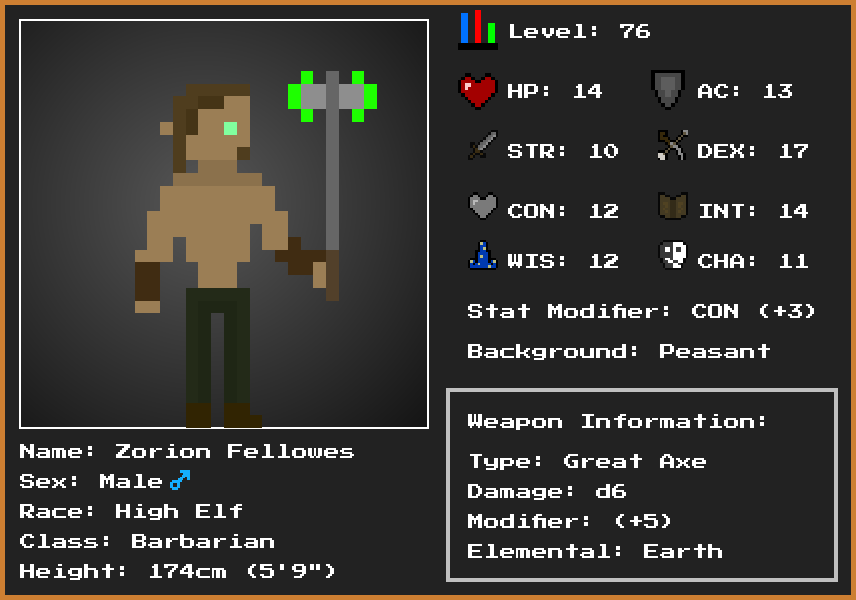 Level: 76
HP: 14 AC: 13
STR: 10 DEX: 17
CON: 12 INT: 14
WIS: 12 CHA: 11
Stat Modifier: CON (+3)
Background: Peasant
Weapon Information:
Type: Great Axe
Damage: d6
Modifier: (+5)
Elemental: Earth
Name: Zorion Fellowes
Sex: Male♂
Race: High Elf
Class: Barbarian
Height: 174cm (5'9")